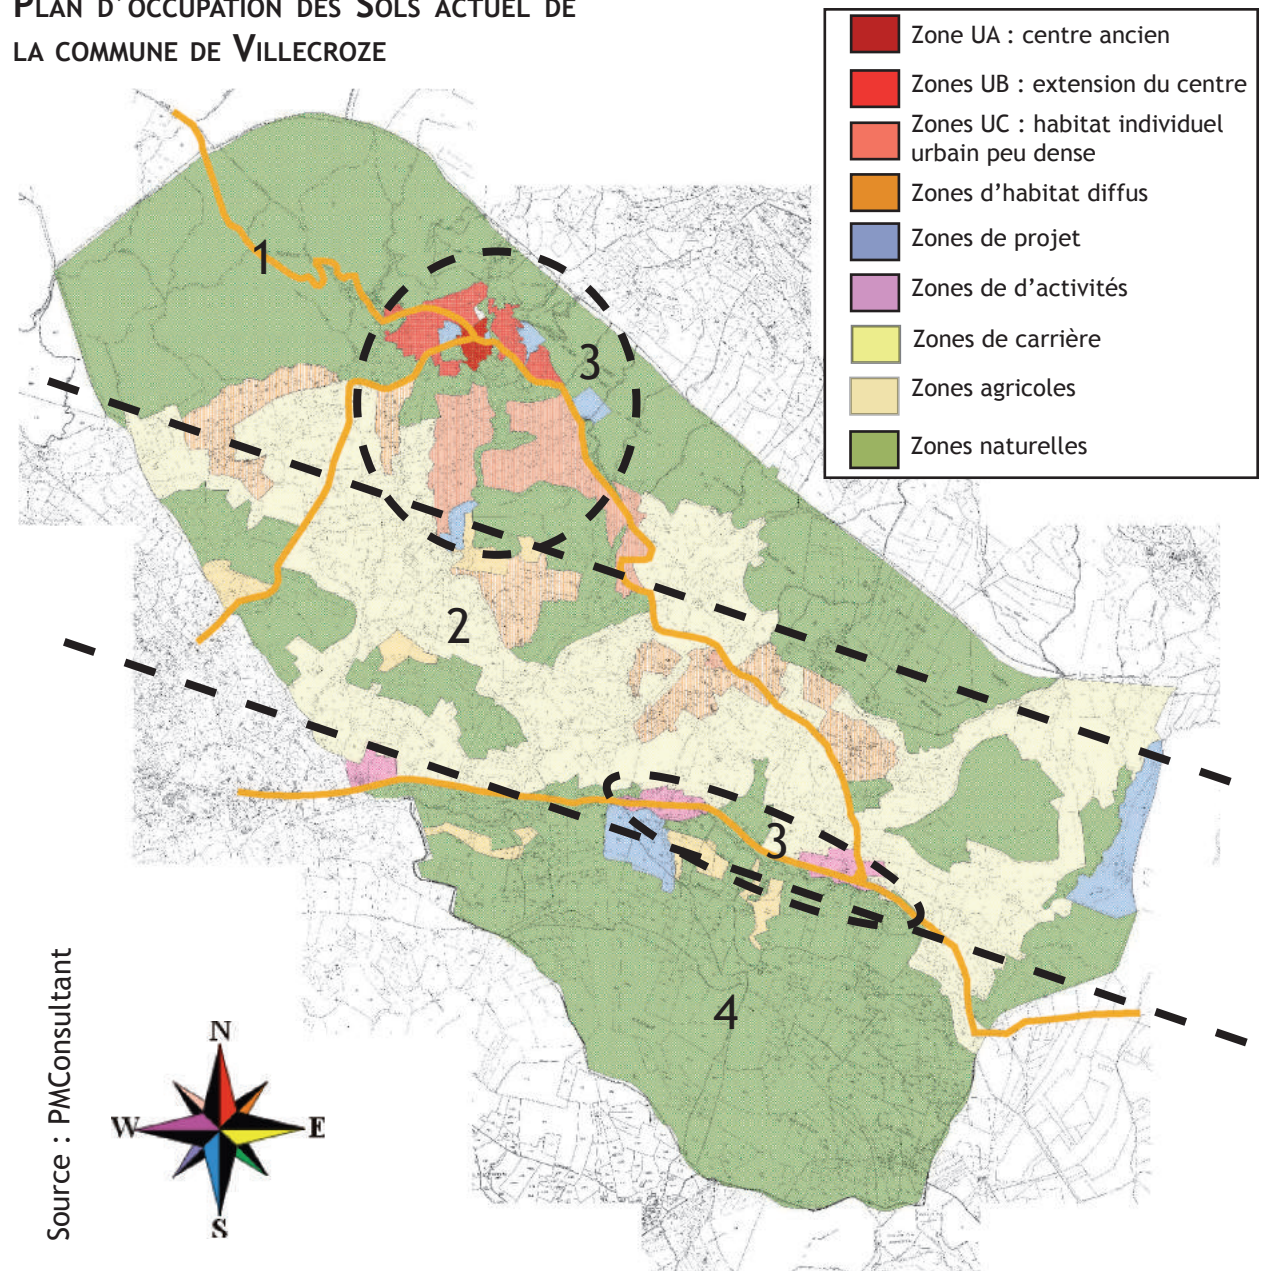 PLAN D'OCCUPATION DES SOLS ACTUEL DE
LA COMMUNE DE VILLECROZE
Zone UA : centre ancien
Zones UB : extension du centre
Zones UC : habitat individuel
urbain peu dense
Zones d'habitat diffus
Zones de projet
Zones de d'activités
Zones de carrière
Zones agricoles
Zones naturelles
1
3
2
3
4
Source : PMConsultant
N
W
E
S